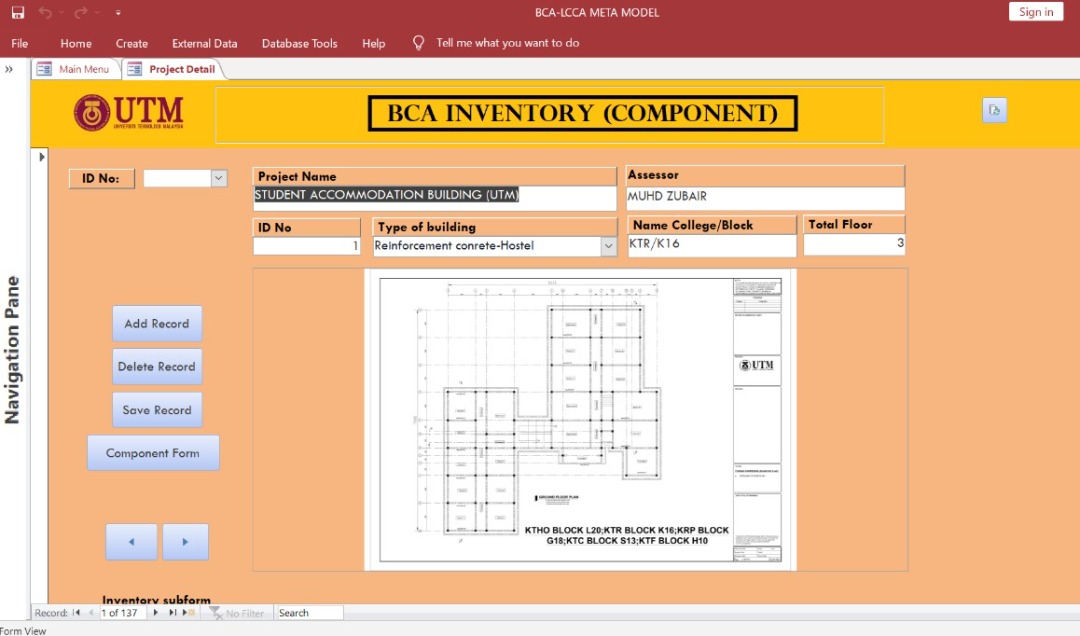 BCA-LCCA META MODEL
Sign in
File Home Create External Data Database Tools Help Tell me what you want to do
Main Menu Project Detail
UTM
UNIVERSITI TEKNOLOGI MALAYSIA
BCA INVENTORY (COMPONENT)
ID No:
Project Name
STUDENT ACCOMMODATION BUILDING (UTM)
Assessor
MUHD ZUBAIR
ID No
1
Type of building
Reinforcement conrete-Hostel
Name College/Block
KTR/K16
Total Floor
3
Navigation Pane
Add Record
Delete Record
Save Record
Component Form
UTM
GROUND FLOOR PLAN
KTHO BLOCK L20;KTR BLOCK K16;KRP BLOCK
G18;KTC BLOCK S13;KTF BLOCK H10
Inventory subform
Record: 1 of 137 No Filter Search
Form View